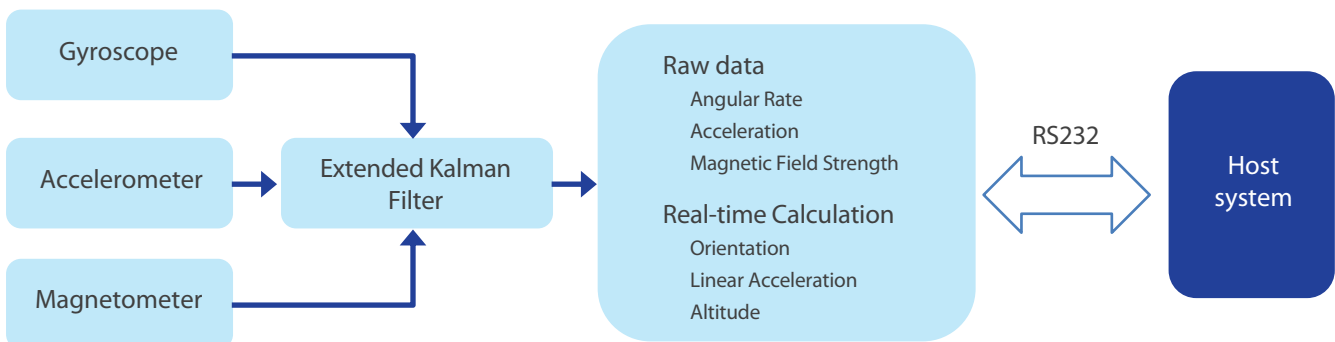 Gyroscope
Accelerometer
Magnetometer
Extended Kalman
Filter
Raw data
Angular Rate
Acceleration
Magnetic Field Strength
Real-time Calculation
Orientation
Linear Acceleration
Altitude
RS232
Host
system